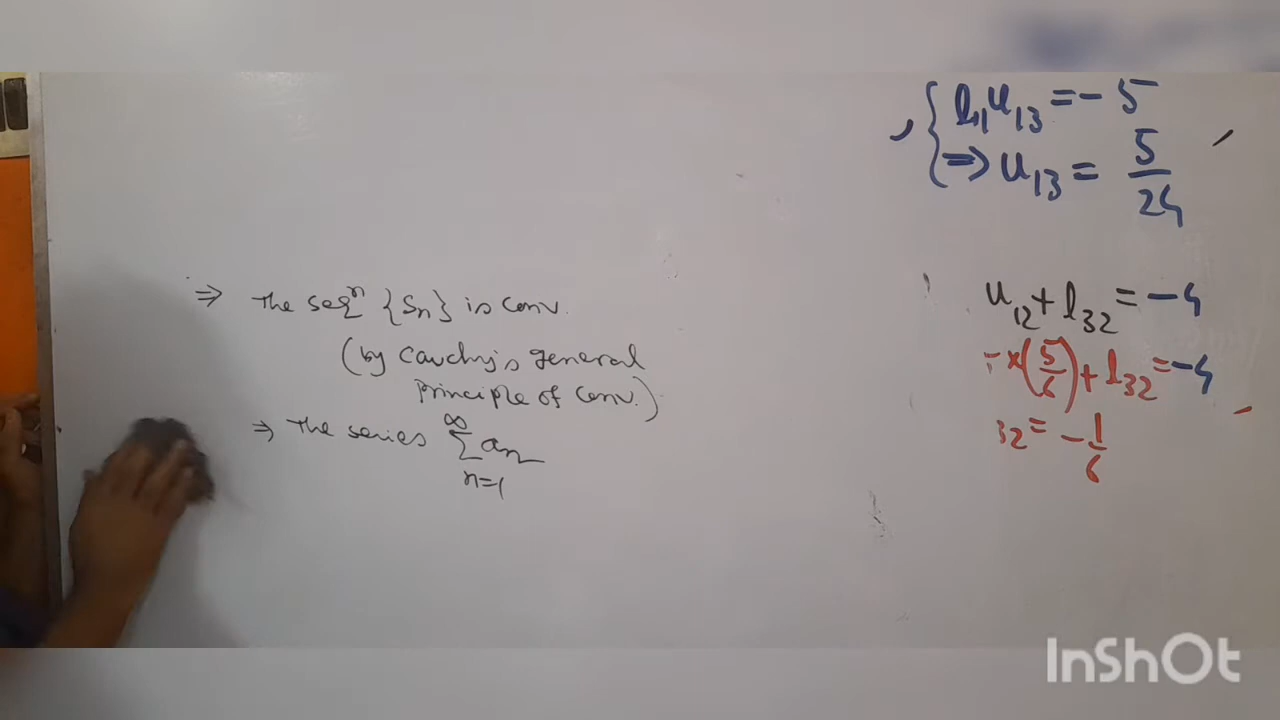 ⇒ The seqⁿ {Sₙ} is conv.
(by Cauchy's general
principle of conv.)
⇒ The series ∞∑n=1 aₙ
, { l₁₁u₁₃ = - 5
⇒ u₁₃ = 5/24
u₁₂ + l₃₂ = -4
- × (5/6) + l₃₂ = -4
32 = - 1/6
InShOt